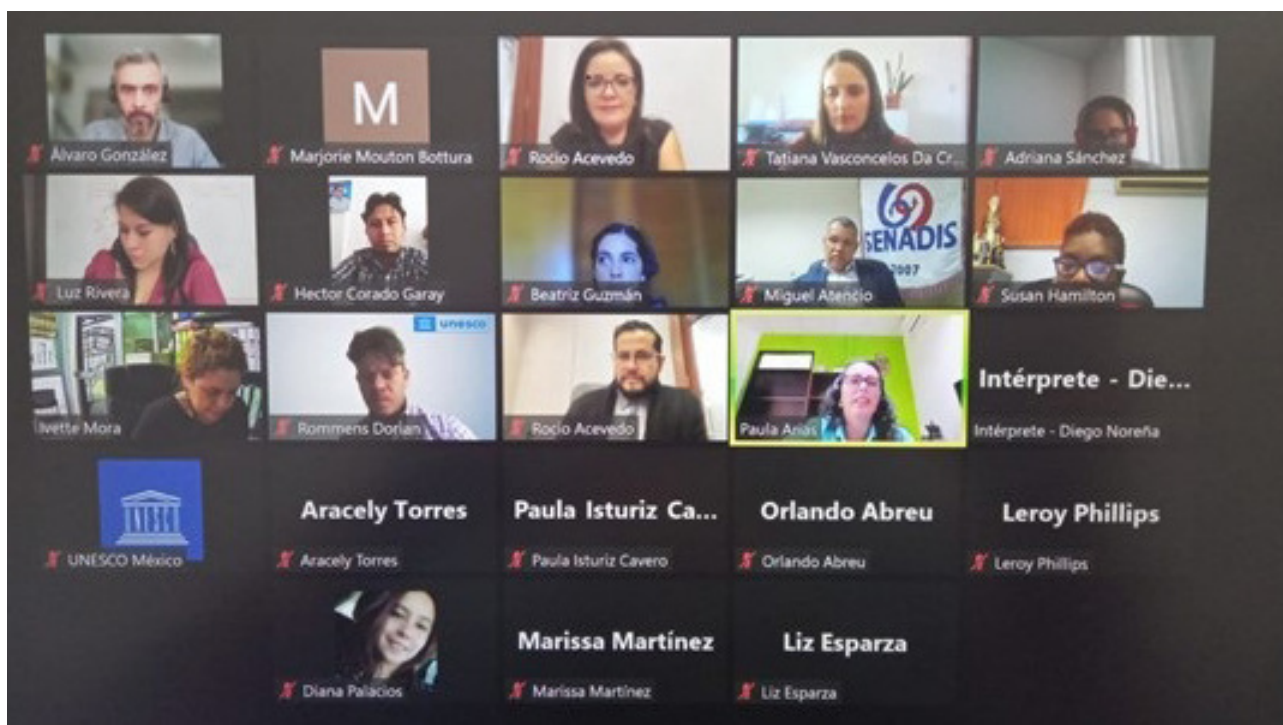 Álvaro González
M
Marjorie Mouton Bottura
Rocio Acevedo
Tatiana Vasconcelos Da Cr...
Adriana Sánchez
Luz Rivera
Hector Corado Garay
Beatriz Guzmán
SENADIS
2007
Miguel Atencio
Susan Hamilton
Ivette Mora
unesco
Rommens Dorian
Rocio Acevedo
Paula Arias
Intérprete - Die...
Intérprete - Diego Noreña
UNESCO
UNESCO México
Aracely Torres
Aracely Torres
Paula Isturiz Ca...
Paula Isturiz Cavero
Orlando Abreu
Orlando Abreu
Leroy Phillips
Leroy Phillips
Diana Palacios
Marissa Martínez
Marissa Martínez
Liz Esparza
Liz Esparza